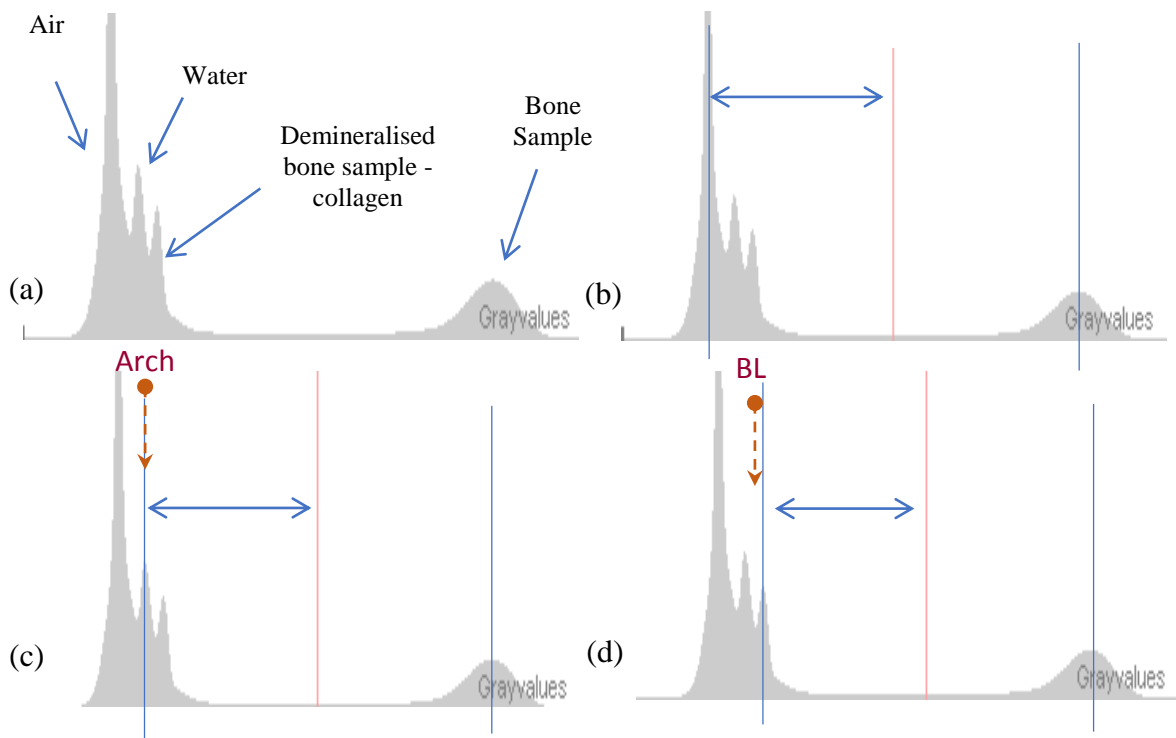 Air
Water
Demineralised
bone sample -
collagen
Bone
Sample
Grayvalues
(a)
Grayvalues
(b)
Arch
Grayvalues
(c)
BL
Grayvalues
(d)